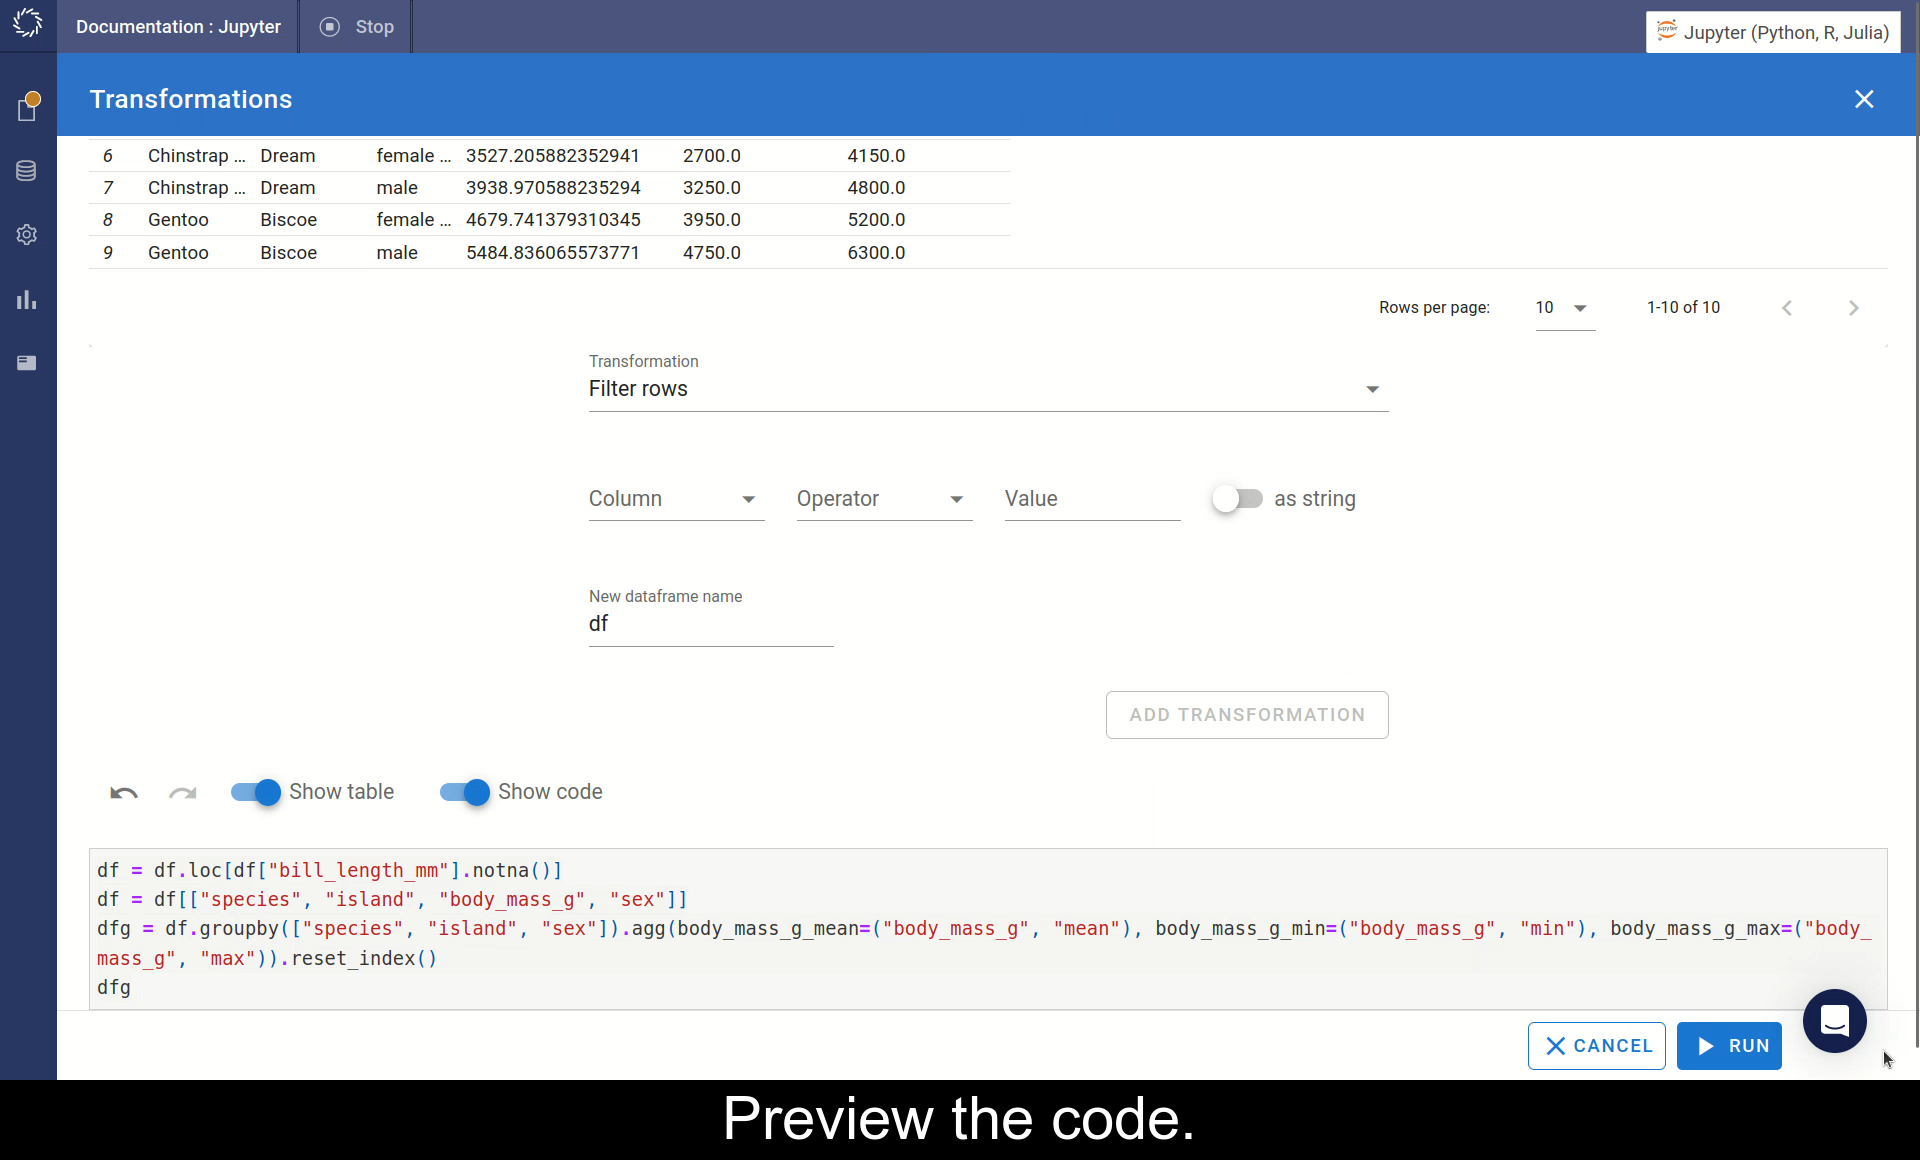 Documentation : Jupyter
Stop
Jupyter (Python, R, Julia)
Transformations
6 Chinstrap ... Dream female ... 3527.205882352941 2700.0 4150.0
7 Chinstrap ... Dream male 3938.970588235294 3250.0 4800.0
8 Gentoo Biscoe female ... 4679.741379310345 3950.0 5200.0
9 Gentoo Biscoe male 5484.836065573771 4750.0 6300.0
Rows per page: 10 1-10 of 10
Transformation
Filter rows
Column Operator Value as string
New dataframe name
df
ADD TRANSFORMATION
Show table Show code
df = df.loc[df["bill_length_mm"].notna()]
df = df[["species", "island", "body_mass_g", "sex"]]
dfg = df.groupby(["species", "island", "sex"]).agg(body_mass_g_mean=("body_mass_g", "mean"), body_mass_g_min=("body_mass_g", "min"), body_mass_g_max=("body_
mass_g", "max")).reset_index()
dfg
CANCEL RUN
Preview the code.